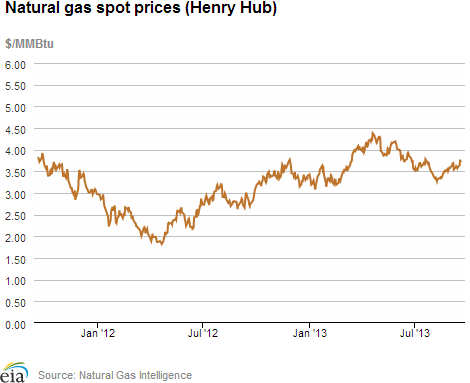 Natural gas spot prices (Henry Hub)
$/MMBtu
6.00
5.50
5.00
4.50
4.00
3.50
3.00
2.50
2.00
1.50
1.00
0.50
0.00
Jan '12
Jul '12
Jan '13
Jul '13
eia
Source: Natural Gas Intelligence